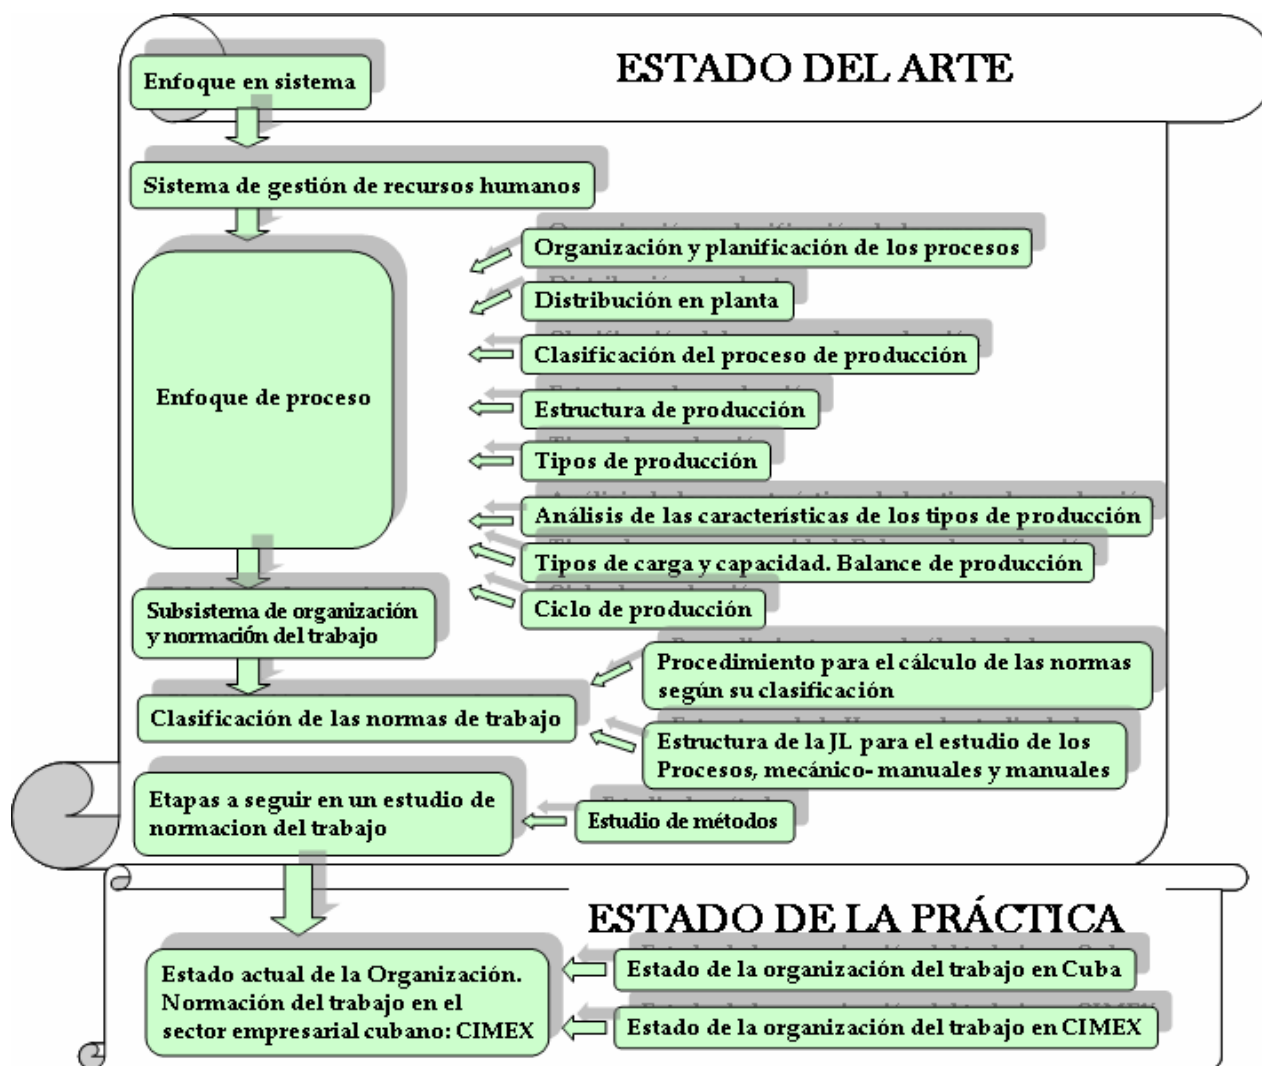 ESTADO DEL ARTE
Enfoque en sistema
Sistema de gestión de recursos humanos
Enfoque de proceso
Organización y planificación de los procesos
Distribución en planta
Clasificación del proceso de producción
Estructura de producción
Tipos de producción
Análisis de las características de los tipos de producción
Tipos de carga y capacidad. Balance de producción
Ciclo de producción
Subsistema de organización
y normación del trabajo
Clasificación de las normas de trabajo
Procedimiento para el cálculo de las normas
según su clasificación
Estructura de la JL para el estudio de los
Procesos, mecánico- manuales y manuales
Etapas a seguir en un estudio de
normacion del trabajo
Estudio de métodos
ESTADO DE LA PRÁCTICA
Estado actual de la Organización.
Normación del trabajo en el
sector empresarial cubano: CIMEX
Estado de la organización del trabajo en Cuba
Estado de la organización del trabajo en CIMEX